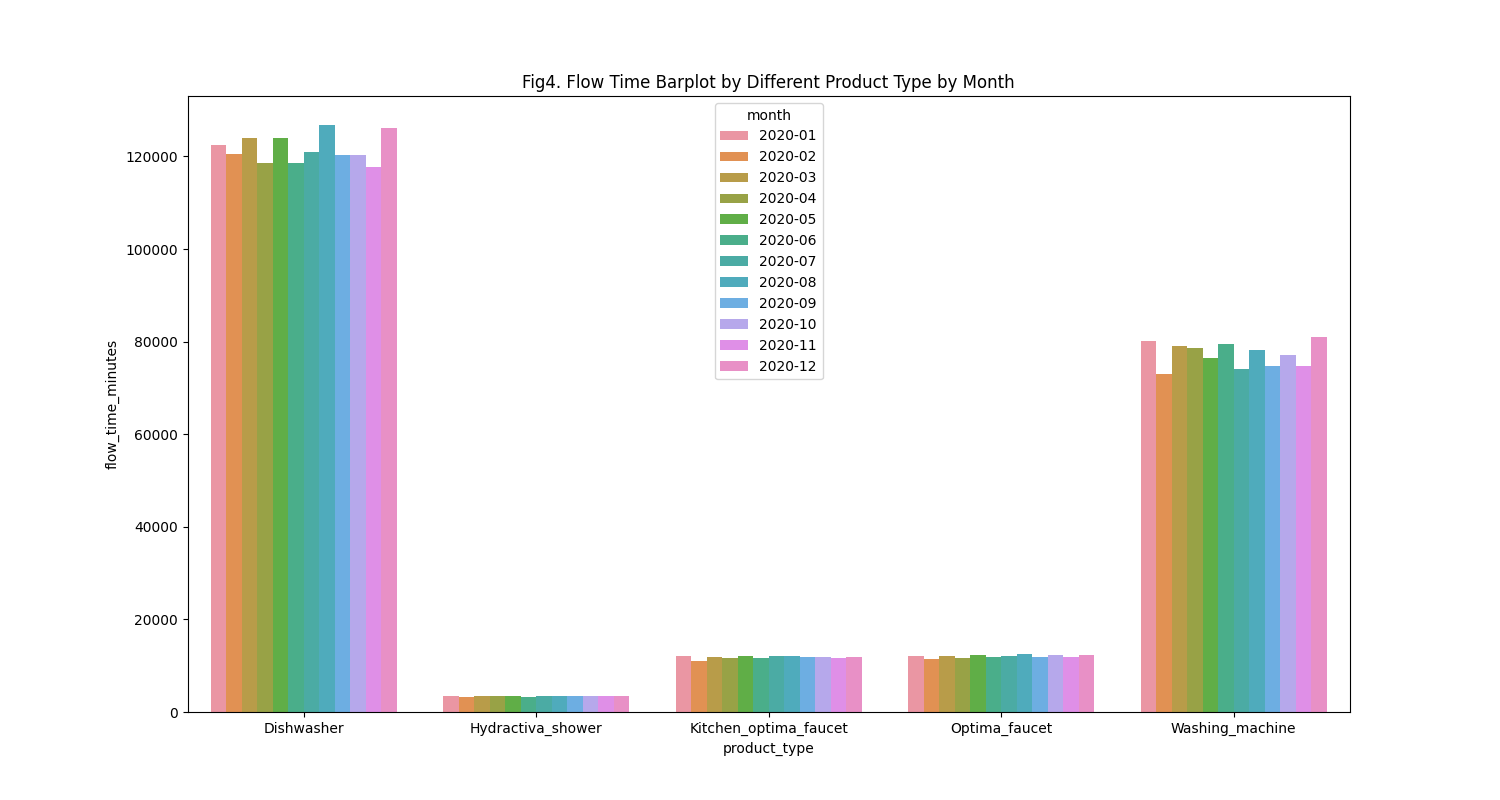 Fig4. Flow Time Barplot by Different Product Type by Month
month
2020-01
2020-02
2020-03
2020-04
2020-05
2020-06
2020-07
2020-08
2020-09
2020-10
2020-11
2020-12
flow_time_minutes
120000
100000
80000
60000
40000
20000
0
Dishwasher
Hydractiva_shower
Kitchen_optima_faucet
Optima_faucet
Washing_machine
product_type